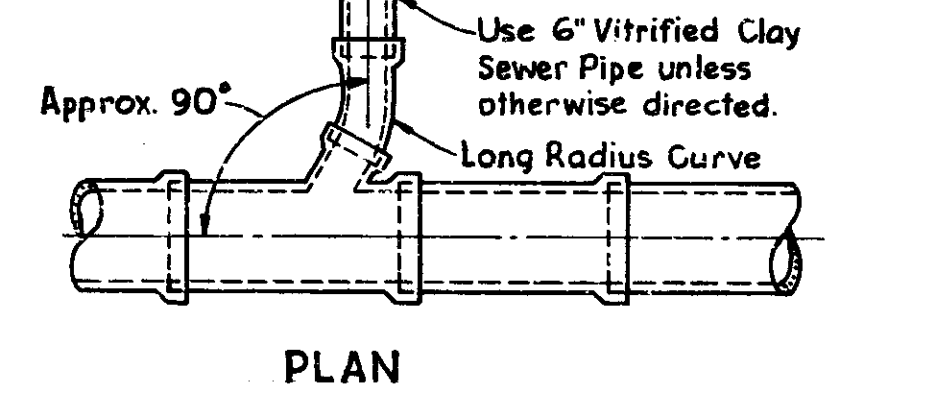 Use 6" Vitrified Clay
Sewer Pipe unless
otherwise directed.
Approx. 90°
Long Radius Curve
PLAN